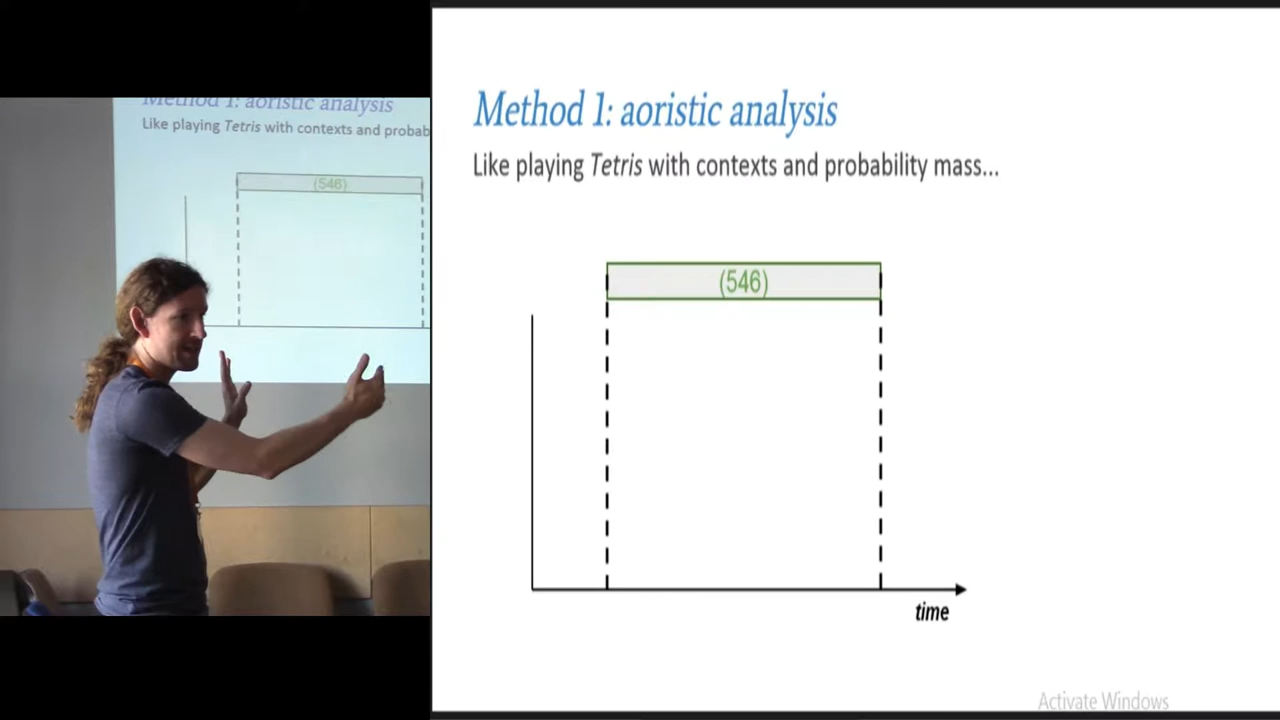 Method 1: aoristic analysis
Like playing Tetris with contexts and probab
(546)
Method 1: aoristic analysis
Like playing Tetris with contexts and probability mass...
(546)
time
Activate Windows